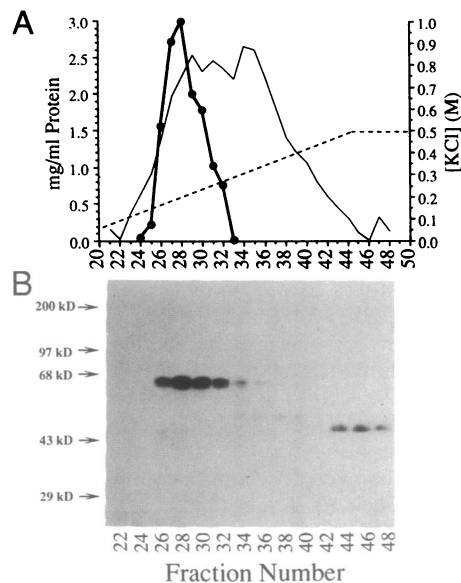 A
mg/ml Protein
3.0
2.5
2.0
1.5
1.0
0.5
0.0
1.0
0.9
0.8
0.7
0.6
0.5
0.4
0.3
0.2
0.1
0.0
[KCl] (M)
20 22 24 26 28 30 32 34 36 38 40 42 44 46 48 50
B
200 kD
97 kD
68 kD
43 kD
29 kD
22 24 26 28 30 32 34 36 38 40 42 44 46 48
Fraction Number